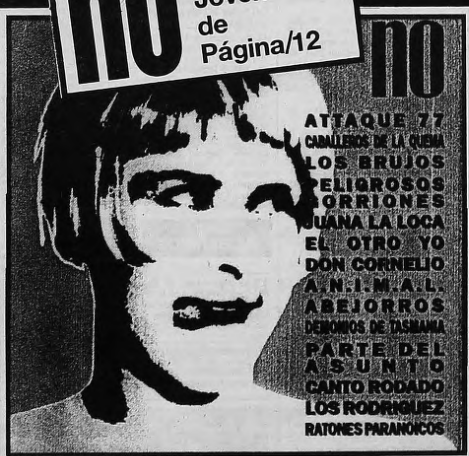 no
de
Página/12
no
ATTAQUE 77
CABALLEROS DE LA QUEMA
LOS BRUJOS
PELIGROSOS
GORRIONES
JUANA LA LOCA
EL OTRO YO
DON CORNELIO
A.N.I.M.A.L.
ABEJORROS
DEMONIOS DE TASMANIA
PARTE DEL
ASUNTO
CANTO RODADO
LOS RODRIGUEZ
RATONES PARANOICOS